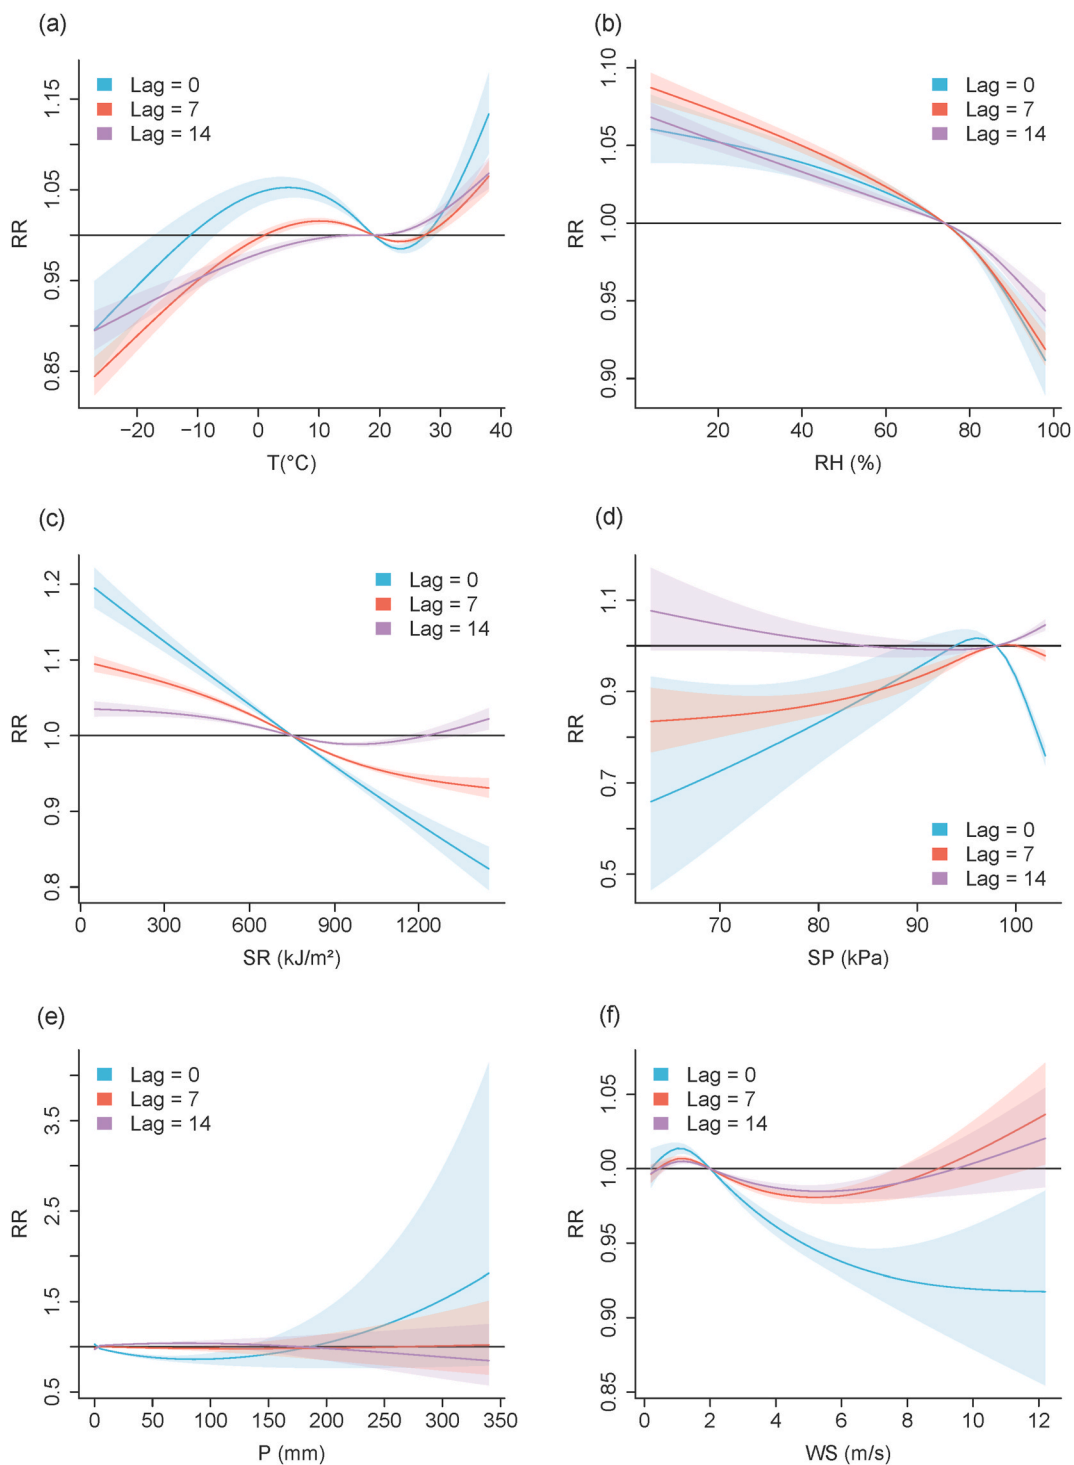 (a)
RR
1.15
1.05
0.95
0.85
Lag = 0
Lag = 7
Lag = 14
−20 −10 0 10 20 30 40
T(°C)
(b)
RR
1.10
1.05
1.00
0.95
0.90
Lag = 0
Lag = 7
Lag = 14
20 40 60 80 100
RH (%)
(c)
RR
1.2
1.1
1.0
0.9
0.8
Lag = 0
Lag = 7
Lag = 14
0 300 600 900 1200
SR (kJ/m²)
(d)
RR
1.1
0.9
0.7
0.5
Lag = 0
Lag = 7
Lag = 14
70 80 90 100
SP (kPa)
(e)
RR
3.5
2.5
1.5
0.5
Lag = 0
Lag = 7
Lag = 14
0 50 100 150 200 250 300 350
P (mm)
(f)
RR
1.05
1.00
0.95
0.90
0.85
Lag = 0
Lag = 7
Lag = 14
0 2 4 6 8 10 12
WS (m/s)